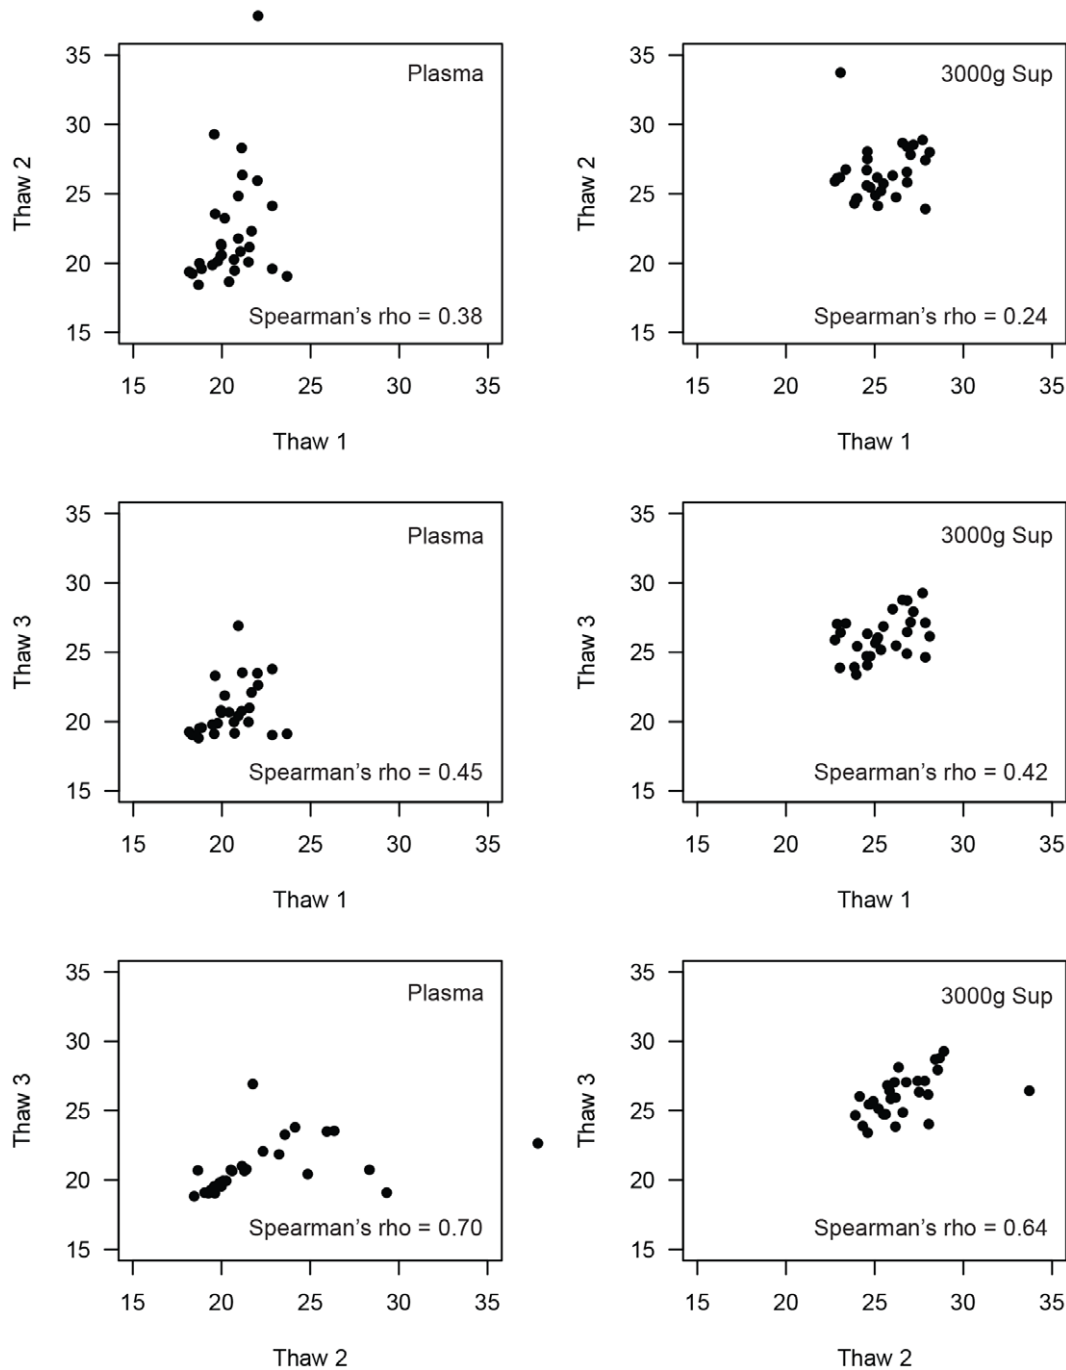 35
Plasma
30
Thaw 2
25
20
Spearman's rho = 0.38
15
15 20 25 30 35
Thaw 1
35
3000g Sup
30
Thaw 2
25
20
Spearman's rho = 0.24
15
15 20 25 30 35
Thaw 1
35
Plasma
30
Thaw 3
25
20
Spearman's rho = 0.45
15
15 20 25 30 35
Thaw 1
35
3000g Sup
30
Thaw 3
25
20
Spearman's rho = 0.42
15
15 20 25 30 35
Thaw 1
35
Plasma
30
Thaw 3
25
20
Spearman's rho = 0.70
15
15 20 25 30 35
Thaw 2
35
3000g Sup
30
Thaw 3
25
20
Spearman's rho = 0.64
15
15 20 25 30 35
Thaw 2